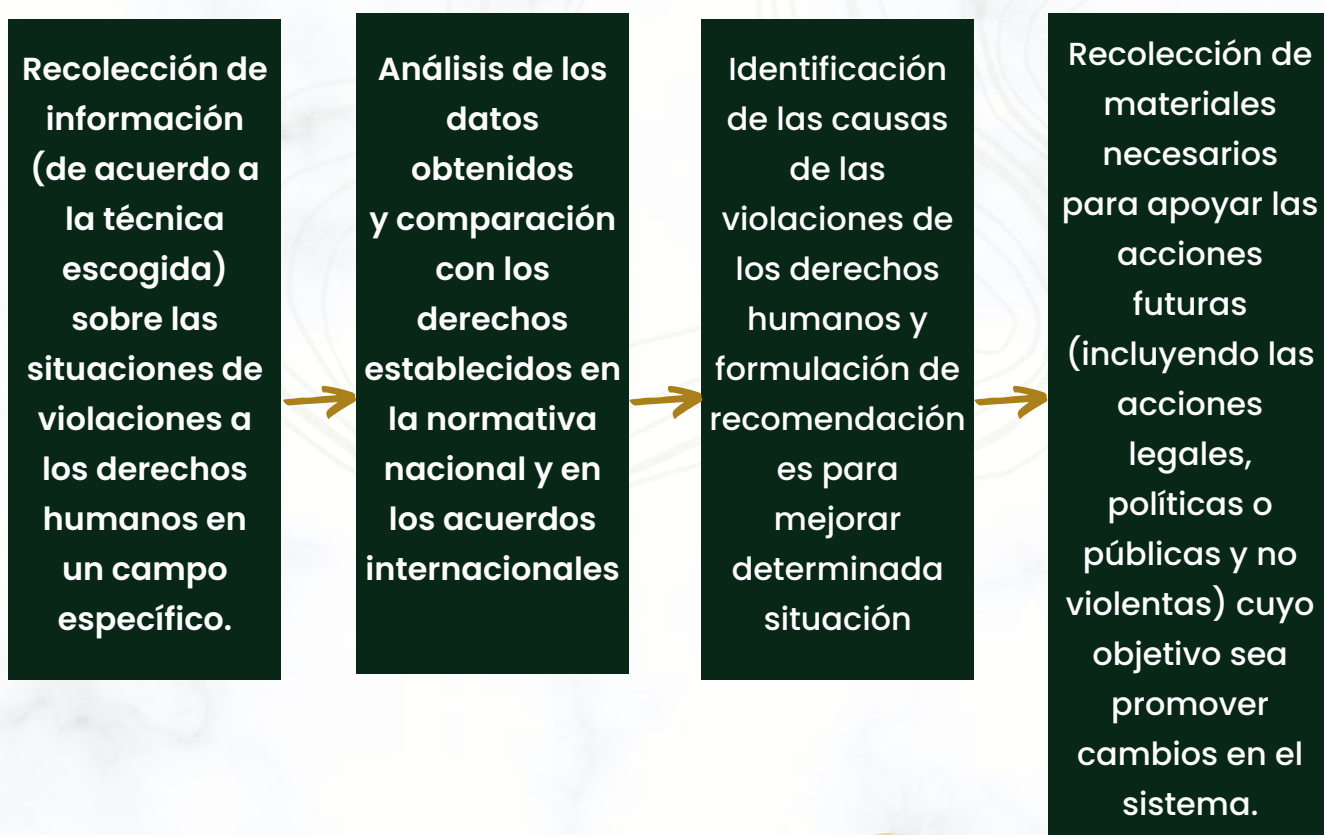 Recolección de
información
(de acuerdo a
la técnica
escogida)
sobre las
situaciones de
violaciones a
los derechos
humanos en
un campo
específico.
Análisis de los
datos
obtenidos
y comparación
con los
derechos
establecidos en
la normativa
nacional y en
los acuerdos
internacionales
Identificación
de las causas
de las
violaciones de
los derechos
humanos y
formulación de
recomendación
es para
mejorar
determinada
situación
Recolección de
materiales
necesarios
para apoyar las
acciones
futuras
(incluyendo las
acciones
legales,
políticas o
públicas y no
violentas) cuyo
objetivo sea
promover
cambios en el
sistema.